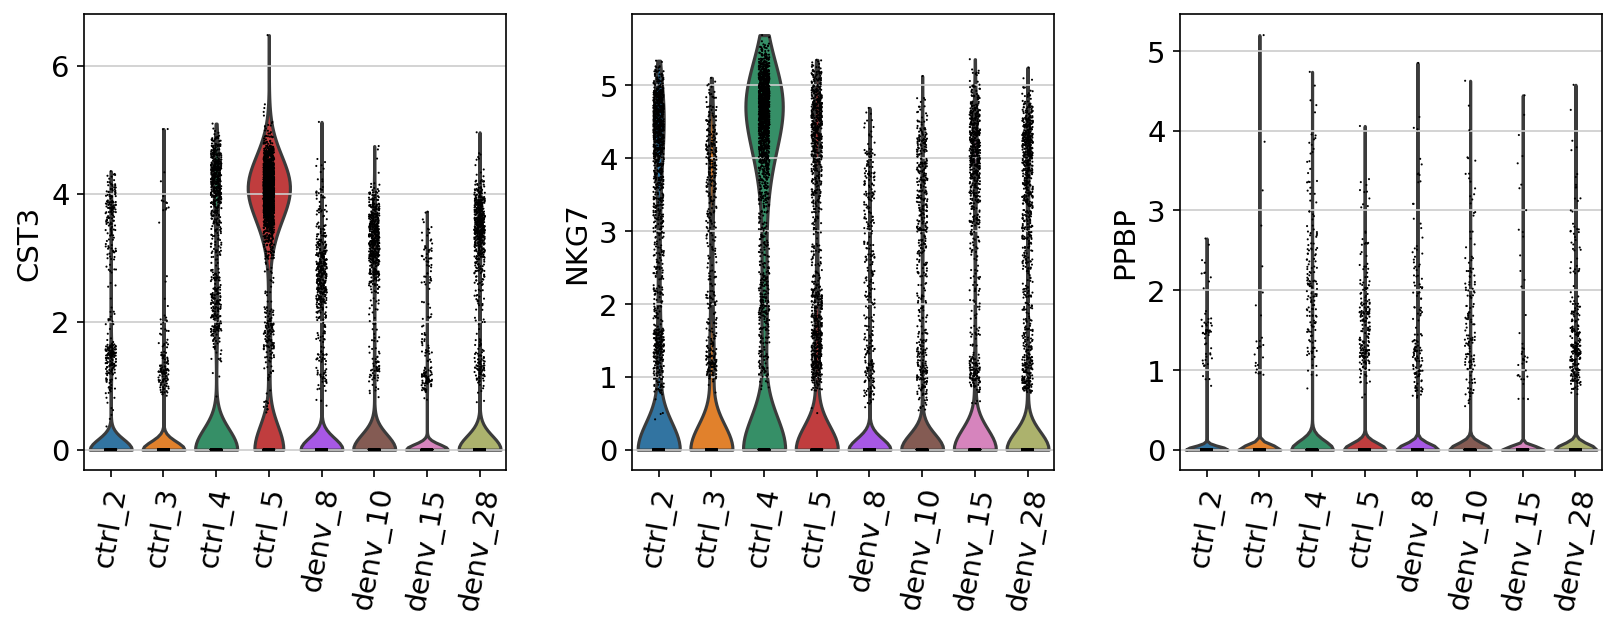 CST3
6
4
2
0
ctrl_2
ctrl_3
ctrl_4
ctrl_5
denv_8
denv_10
denv_15
denv_28
NKG7
5
4
3
2
1
0
ctrl_2
ctrl_3
ctrl_4
ctrl_5
denv_8
denv_10
denv_15
denv_28
PPBP
5
4
3
2
1
0
ctrl_2
ctrl_3
ctrl_4
ctrl_5
denv_8
denv_10
denv_15
denv_28